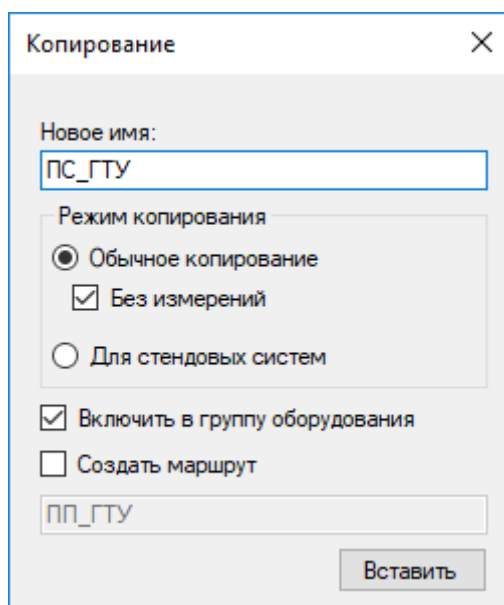 Копирование
Новое имя:
ПС_ГТУ
Режим копирования
Обычное копирование
Без измерений
Для стендовых систем
Включить в группу оборудования
Создать маршрут
ПП_ГТУ
Вставить